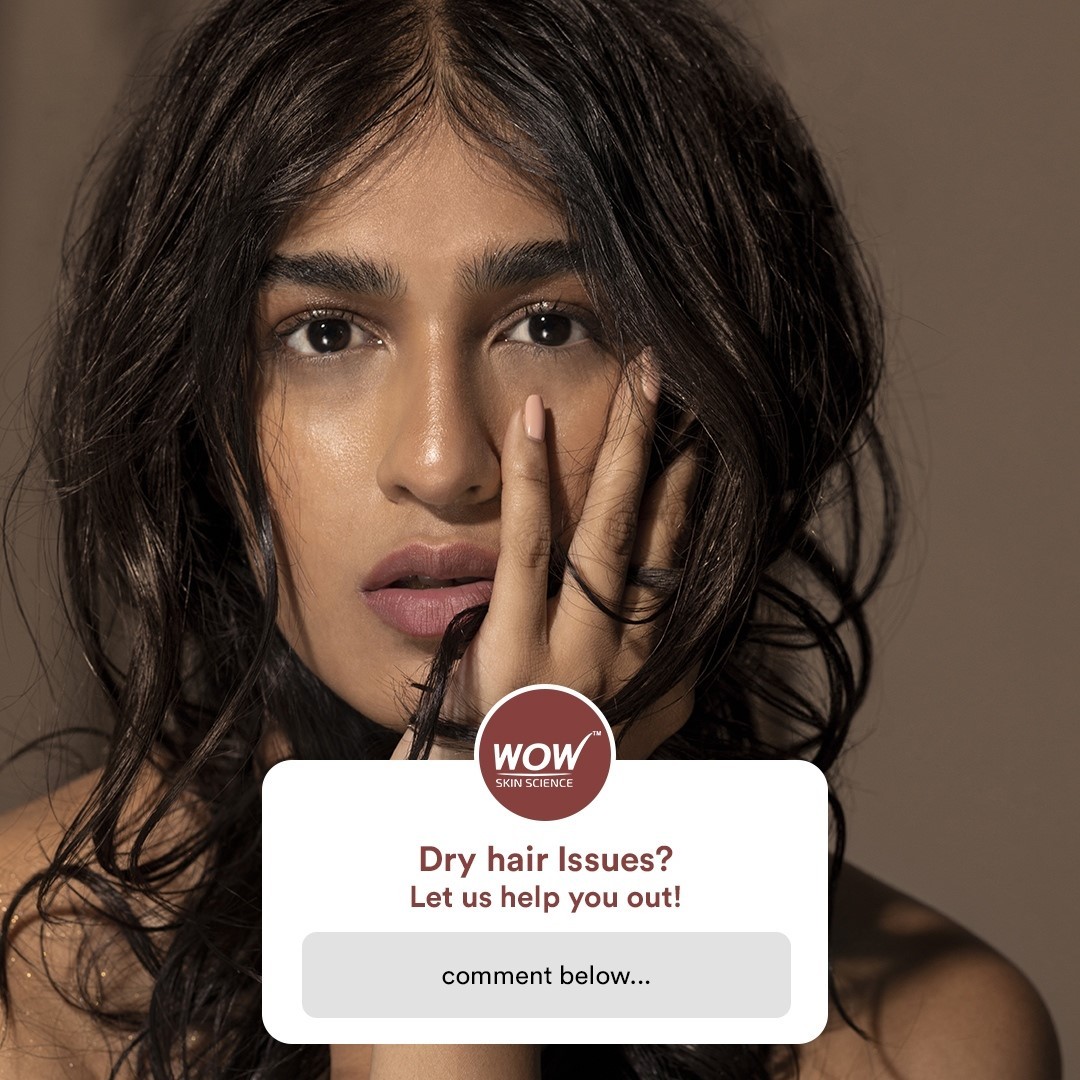 WOW™
SKIN SCIENCE
Dry hair Issues?
Let us help you out!
comment below...